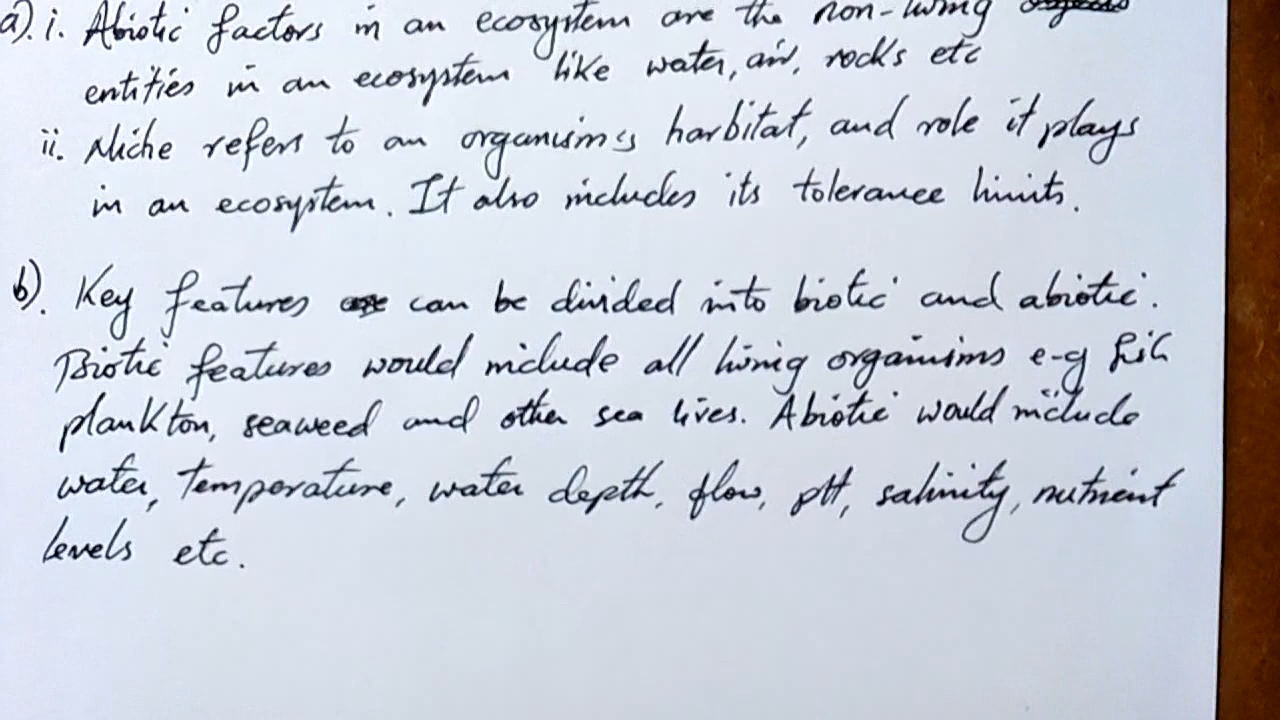 a). i. Abiotic factors in an ecosystem are the non-living
entities in an ecosystem like water, air, rocks etc
ii. Niche refers to an organism's harbitat, and role it plays
in an ecosystem. It also includes its tolerance limits.
b). Key features can be divided into biotic and abiotic.
Biotic features would include all living organisms e-g fish
plankton, seaweed and other sea lives. Abiotic would include
water, temperature, water depth, flow, pH, salinity, nutrient
levels etc.